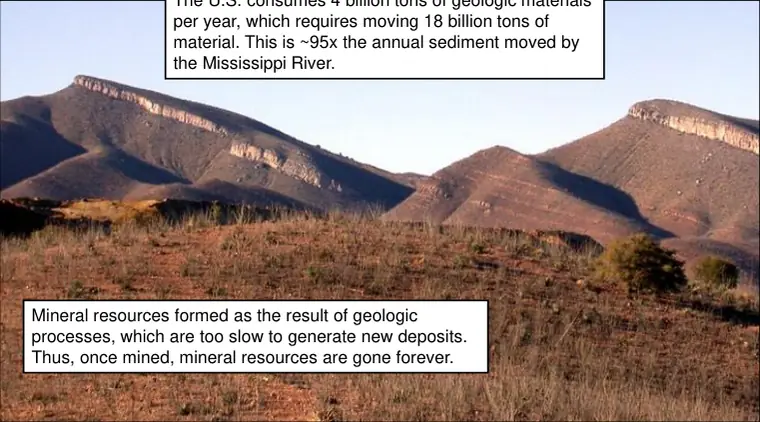 The U.S. consumes 4 billion tons of geologic materials
per year, which requires moving 18 billion tons of
material. This is ~95x the annual sediment moved by
the Mississippi River.
Mineral resources formed as the result of geologic
processes, which are too slow to generate new deposits.
Thus, once mined, mineral resources are gone forever.